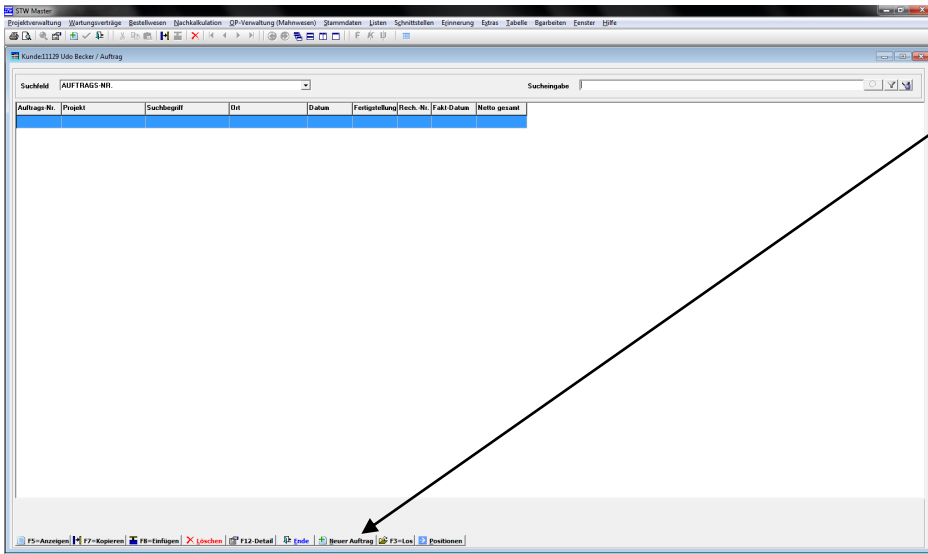 STW Master
Projektverwaltung Wartungsverträge Bestellwesen Nachkalkulation OP-Verwaltung (Mahnwesen) Stammdaten Listen Schnittstellen Erinnerung Extras Tabelle Bearbeiten Fenster Hilfe
F K U
Kunde:11129 Udo Becker / Auftrag
Suchfeld AUFTRAGS-NR. Sucheingabe
Auftrags-Nr. Projekt Suchbegriff Ort Datum Fertigstellung Rech.-Nr. Fakt-Datum Netto gesamt
F5=Anzeigen F7=Kopieren F8=Einfügen Löschen F12-Detail Ende Neuer Auftrag F3=Los Positionen